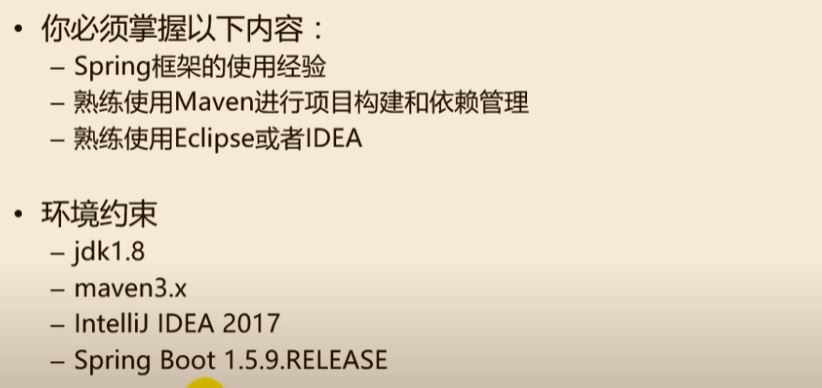 • 你必须掌握以下内容：
– Spring框架的使用经验
– 熟练使用Maven进行项目构建和依赖管理
– 熟练使用Eclipse或者IDEA
• 环境约束
– jdk1.8
– maven3.x
– IntelliJ IDEA 2017
– Spring Boot 1.5.9.RELEASE